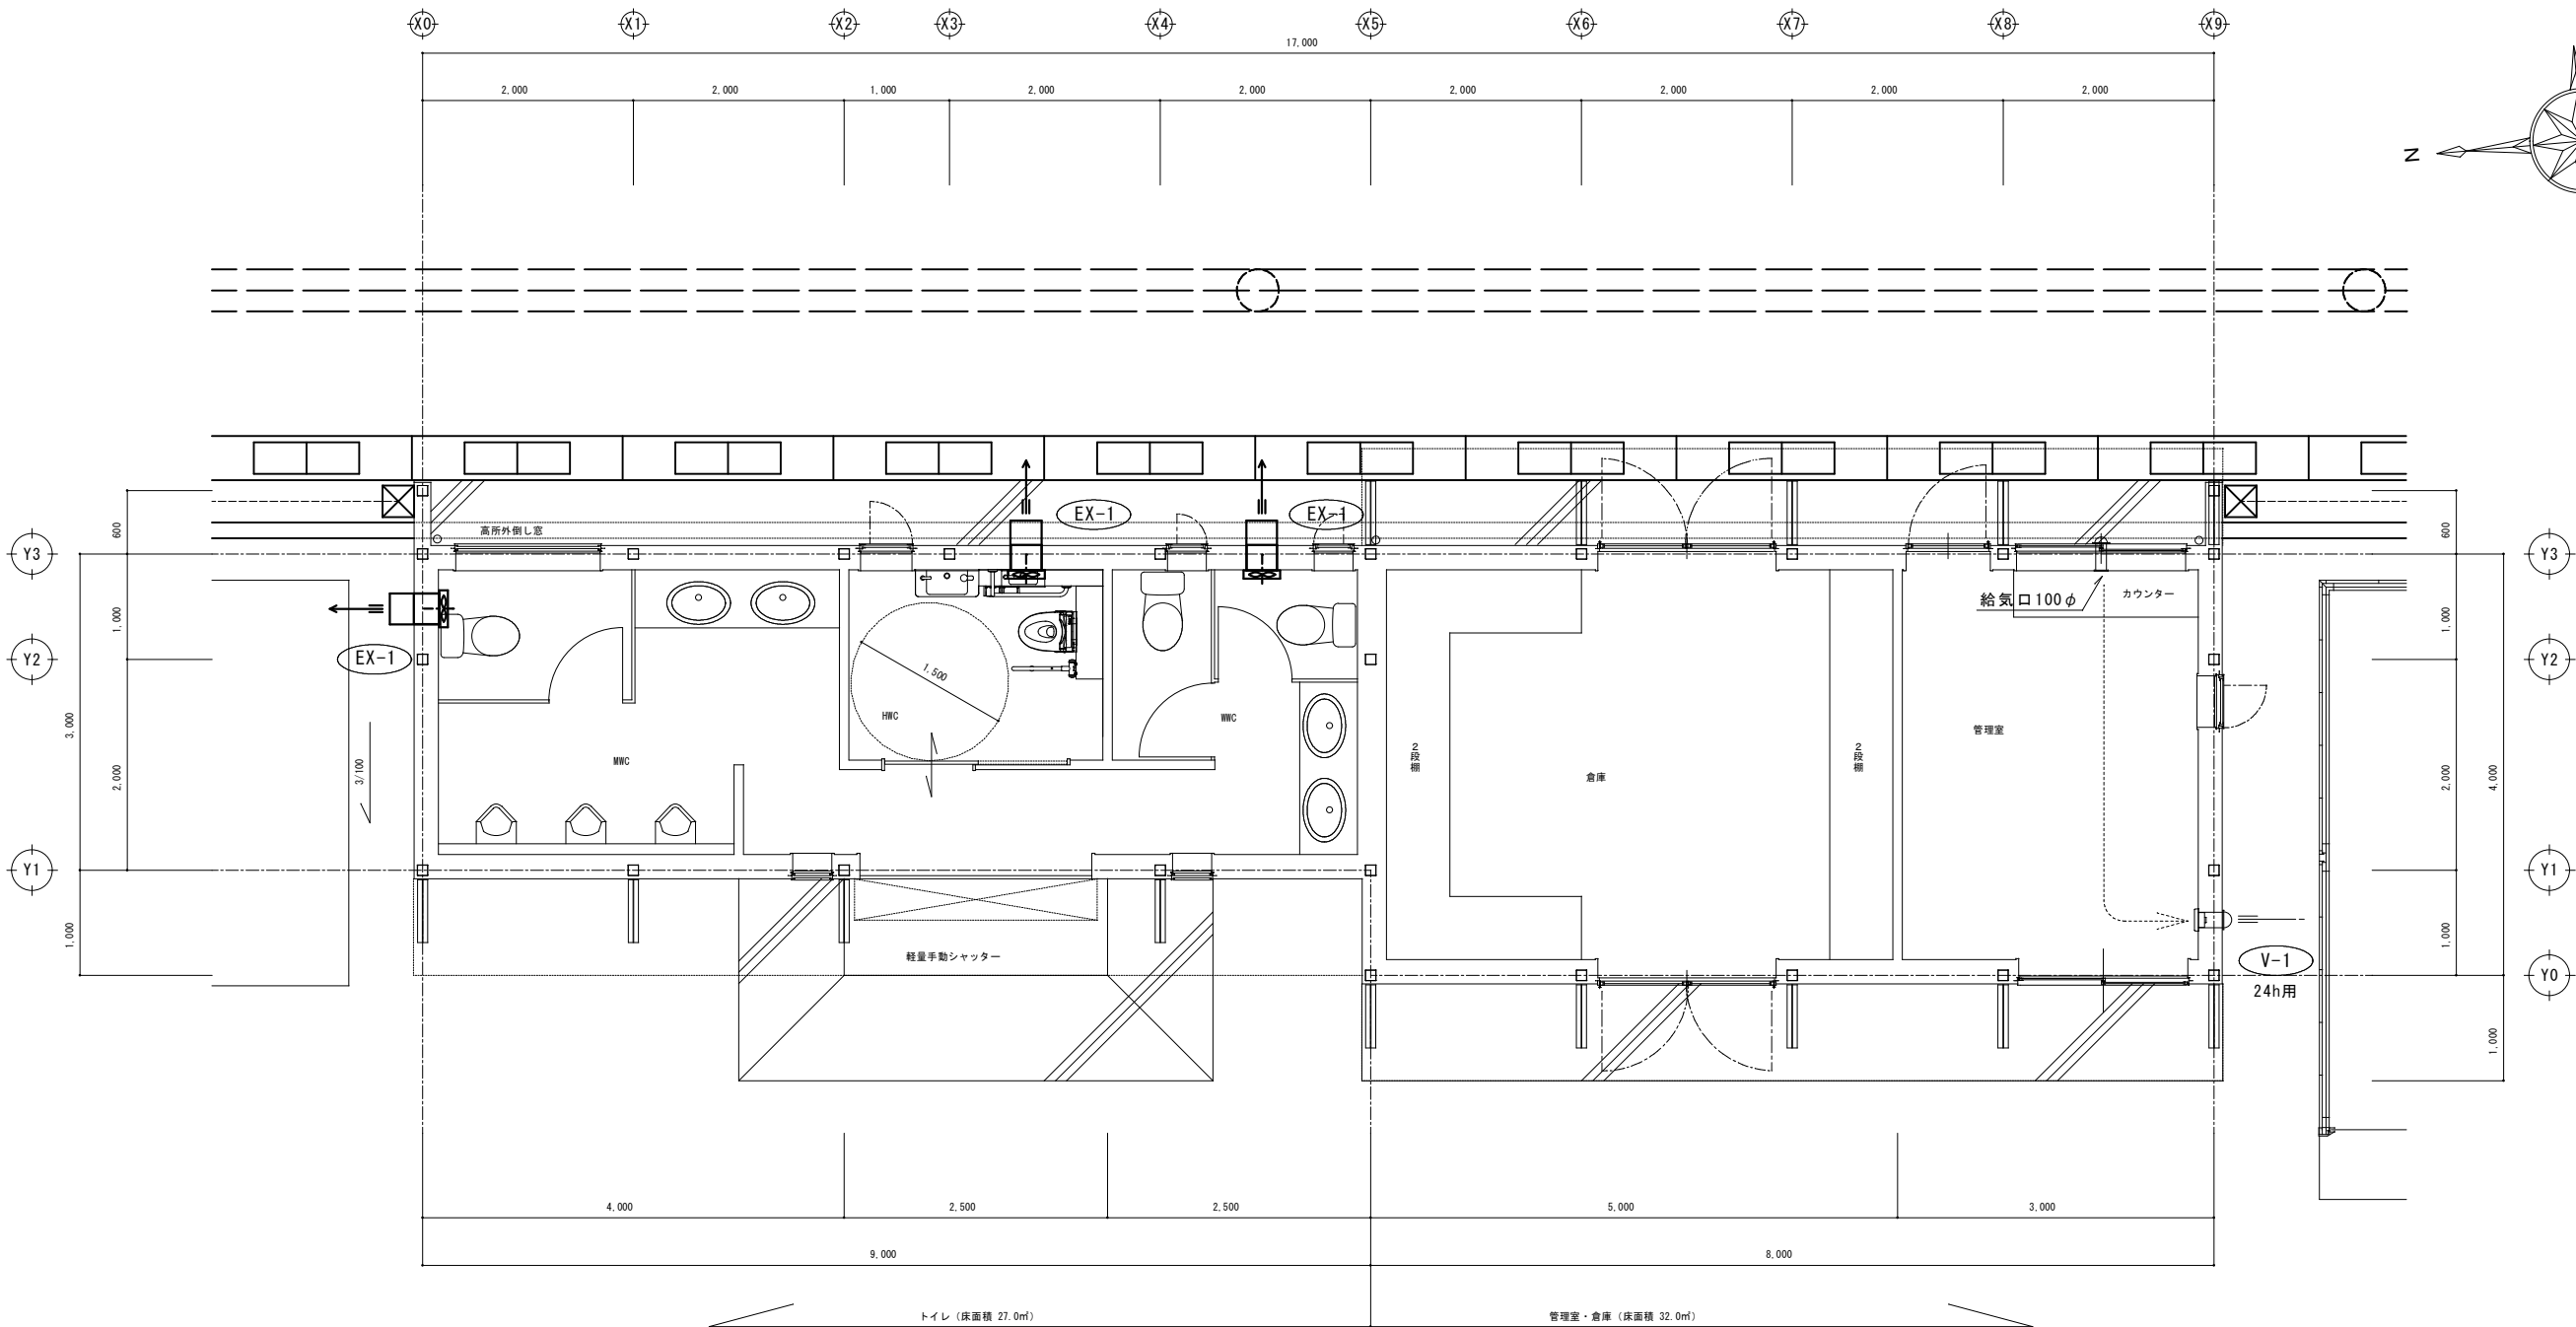 X0 X1 X2 X3 X4 X5 X6 X7 X8 X9
17,000
2,000 2,000 1,000 2,000 2,000 2,000 2,000 2,000 2,000
N
EX-1 EX-1
高所外倒し窓
600 600
Y3 Y3
給気口100φ カウンター
1,000 1,000
EX-1
Y2 Y2
1,500
HWC WWC
3,000
管理室
3/100
MWC
2段棚 2段棚
倉庫
2,000 2,000 4,000
Y1 Y1
1,000 1,000
軽量手動シャッター
V-1
24h用
Y0
1,000
4,000 2,500 2,500 5,000 3,000
9,000 8,000
トイレ（床面積 27.0㎡） 管理室・倉庫（床面積 32.0㎡）